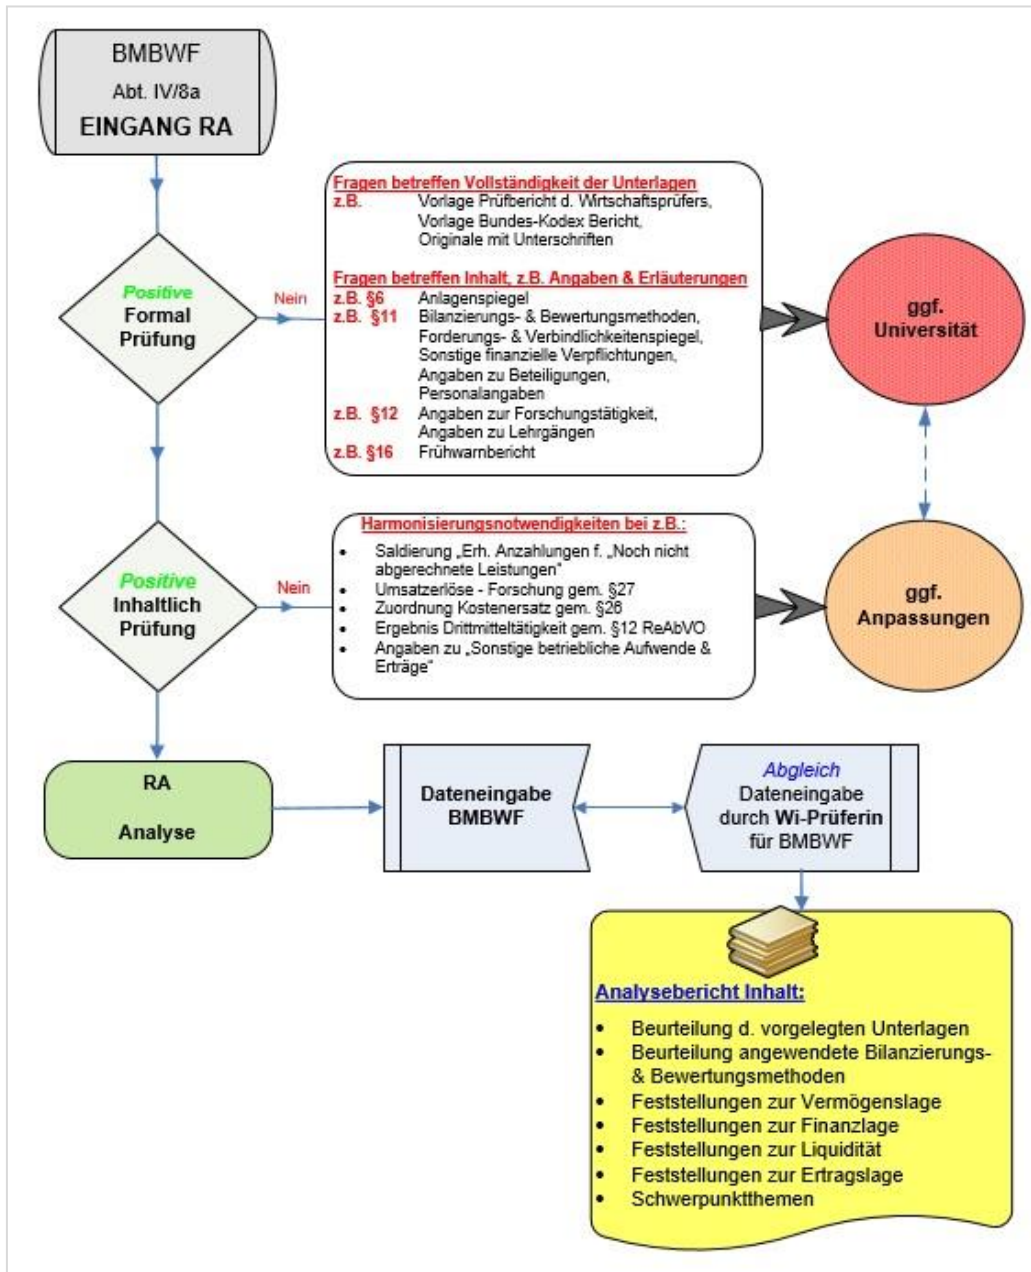 BMBWF
Abt. IV/8a
EINGANG RA
Fragen betreffen Vollständigkeit der Unterlagen
z.B. Vorlage Prüfbericht d. Wirtschaftsprüfers,
Vorlage Bundes-Kodex Bericht,
Originale mit Unterschriften
Fragen betreffen Inhalt, z.B. Angaben & Erläuterungen
z.B. §6 Anlagenspiegel
z.B. §11 Bilanzierungs- & Bewertungsmethoden,
Forderungs- & Verbindlichkeitenspiegel,
Sonstige finanzielle Verpflichtungen,
Angaben zu Beteiligungen,
Personalangaben
z.B. §12 Angaben zur Forschungstätigkeit,
Angaben zu Lehrgängen
z.B. §16 Frühwarnbericht
Positive
Formal
Prüfung
Nein
ggf.
Universität
Harmonisierungsnotwendigkeiten bei z.B.:
• Saldierung „Erh. Anzahlungen f. „Noch nicht
abgerechnete Leistungen“
• Umsatzerlöse - Forschung gem. §27
• Zuordnung Kostenersatz gem. §26
• Ergebnis Drittmitteltätigkeit gem. §12 ReAbVO
• Angaben zu „Sonstige betriebliche Aufwende &
Erträge“
Positive
Inhaltlich
Prüfung
Nein
ggf.
Anpassungen
RA
Analyse
Dateneingabe
BMBWF
Abgleich
Dateneingabe
durch Wi-Prüferin
für BMBWF
Analysebericht Inhalt:
• Beurteilung d. vorgelegten Unterlagen
• Beurteilung angewendete Bilanzierungs-
& Bewertungsmethoden
• Feststellungen zur Vermögenslage
• Feststellungen zur Finanzlage
• Feststellungen zur Liquidität
• Feststellungen zur Ertragslage
• Schwerpunktthemen